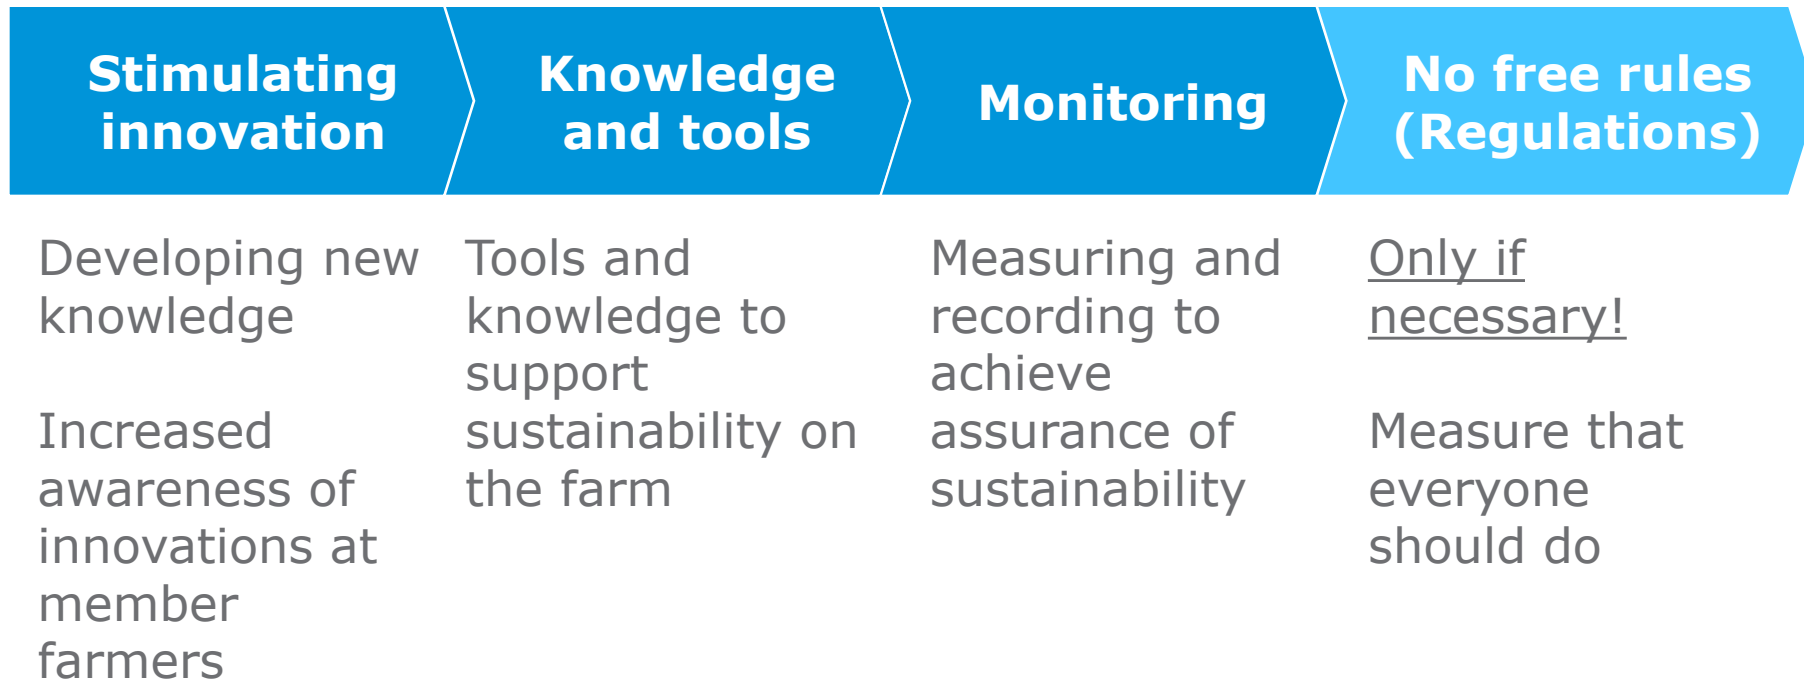 Stimulating
innovation
Knowledge
and tools
Monitoring
No free rules
(Regulations)
Developing new
knowledge
Increased
awareness of
innovations at
member
farmers
Tools and
knowledge to
support
sustainability on
the farm
Measuring and
recording to
achieve
assurance of
sustainability
Only if
necessary!
Measure that
everyone
should do